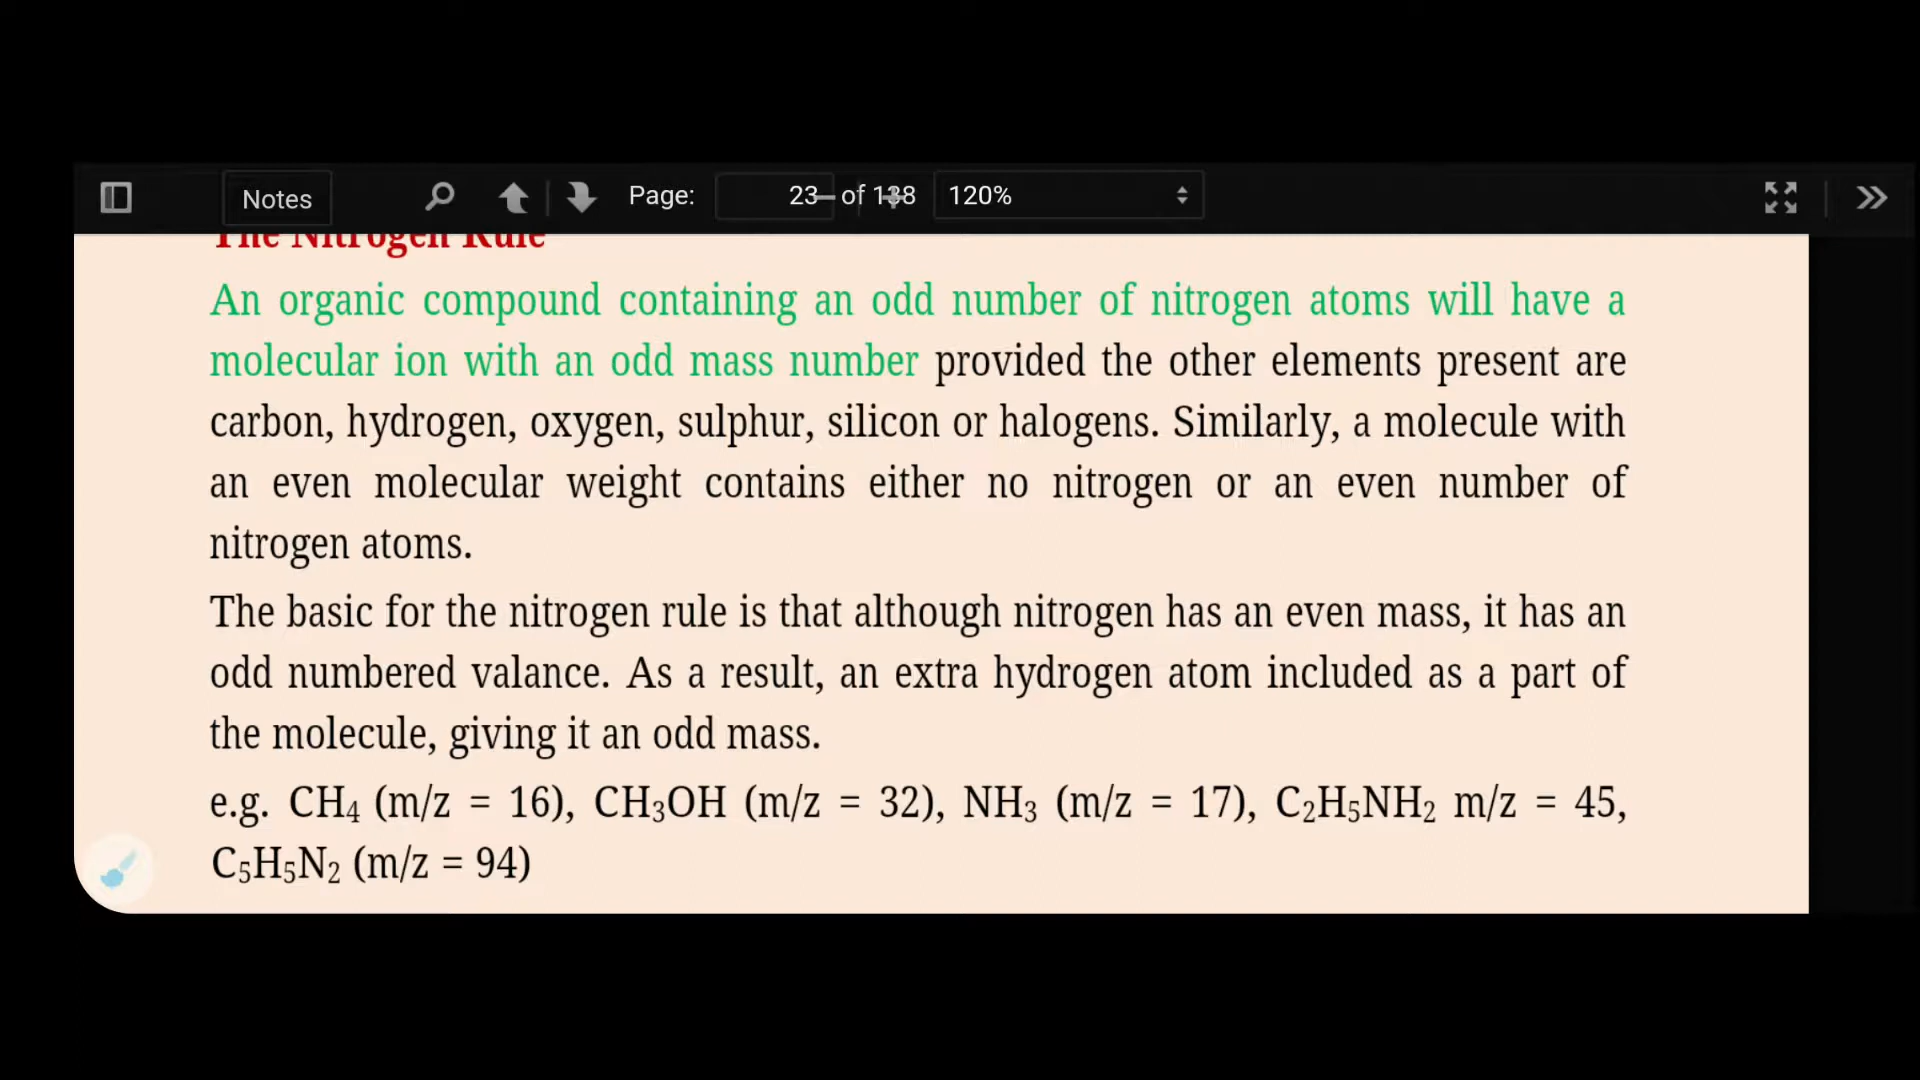 Notes Page: 23 of 138 120%
The Nitrogen Rule
An organic compound containing an odd number of nitrogen atoms will have a
molecular ion with an odd mass number provided the other elements present are
carbon, hydrogen, oxygen, sulphur, silicon or halogens. Similarly, a molecule with
an even molecular weight contains either no nitrogen or an even number of
nitrogen atoms.
The basic for the nitrogen rule is that although nitrogen has an even mass, it has an
odd numbered valance. As a result, an extra hydrogen atom included as a part of
the molecule, giving it an odd mass.
e.g. CH₄ (m/z = 16), CH₃OH (m/z = 32), NH₃ (m/z = 17), C₂H₅NH₂ m/z = 45,
C₅H₅N₂ (m/z = 94)